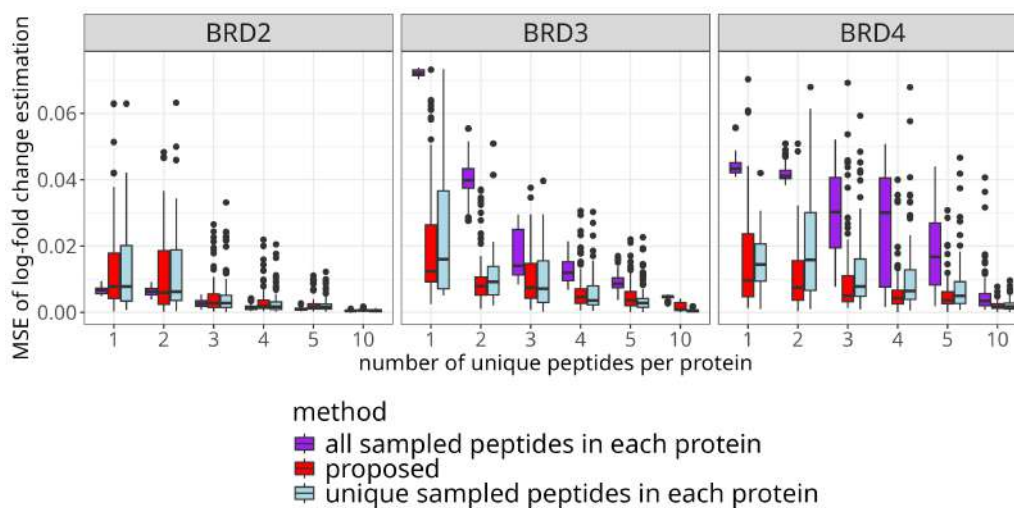 BRD2 BRD3 BRD4
MSE of log-fold change estimation
0.06
0.04
0.02
0.00
1 2 3 4 5 10 1 2 3 4 5 10 1 2 3 4 5 10
number of unique peptides per protein
method
all sampled peptides in each protein
proposed
unique sampled peptides in each protein